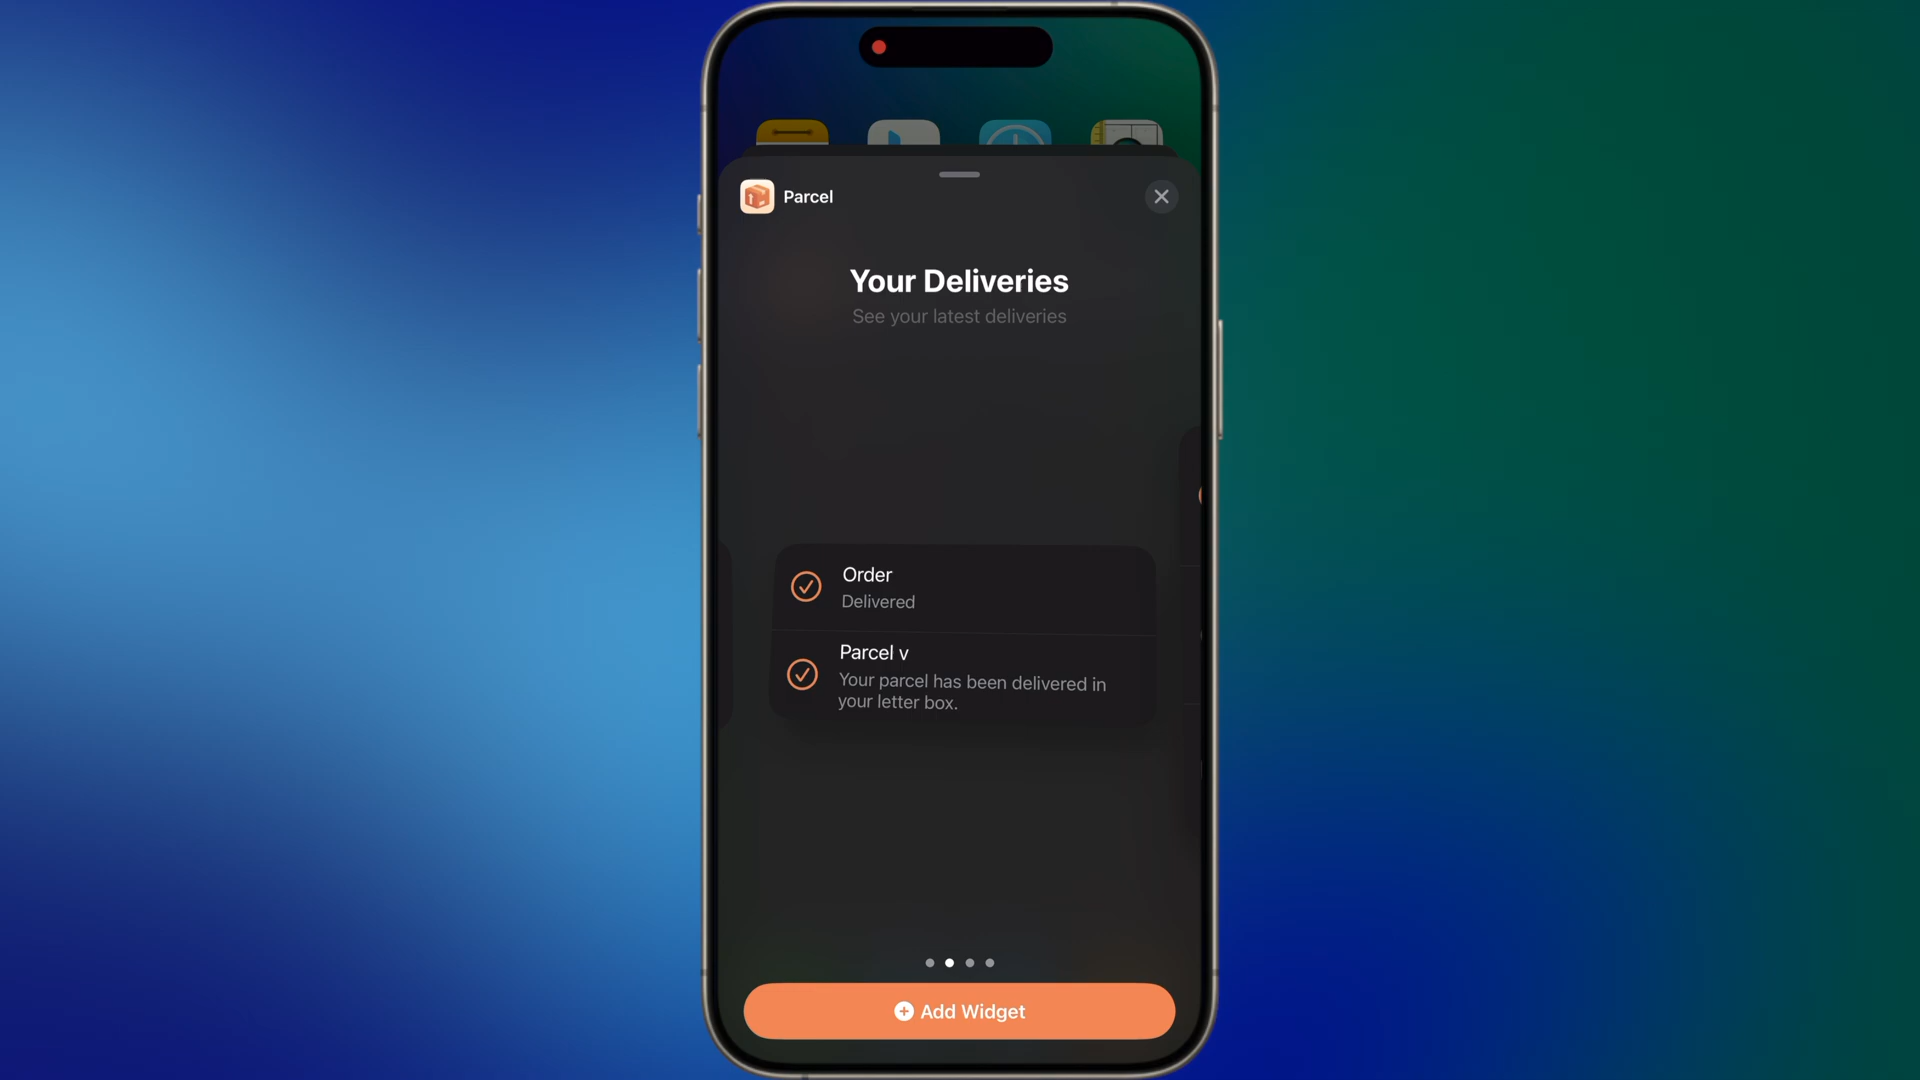 Parcel
Your Deliveries
See your latest deliveries
Order
Delivered
Parcel v
Your parcel has been delivered in
your letter box.
Add Widget